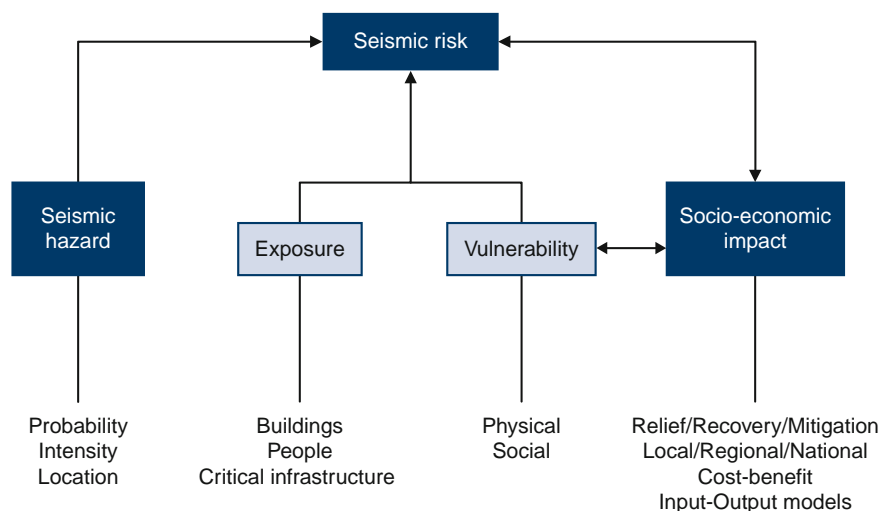 Seismic risk
Seismic
hazard
Exposure
Vulnerability
Socio-economic
impact
Probability
Intensity
Location
Buildings
People
Critical infrastructure
Physical
Social
Relief/Recovery/Mitigation
Local/Regional/National
Cost-benefit
Input-Output models